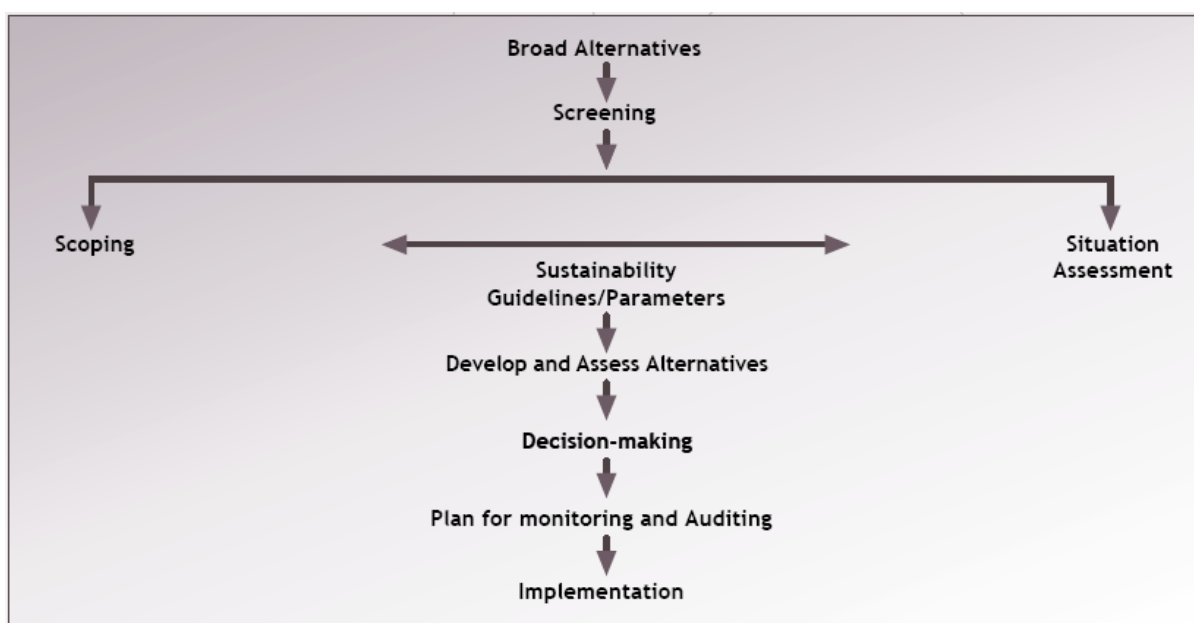 Broad Alternatives
Screening
Scoping
Situation
Assessment
Sustainability
Guidelines/Parameters
Develop and Assess Alternatives
Decision-making
Plan for monitoring and Auditing
Implementation